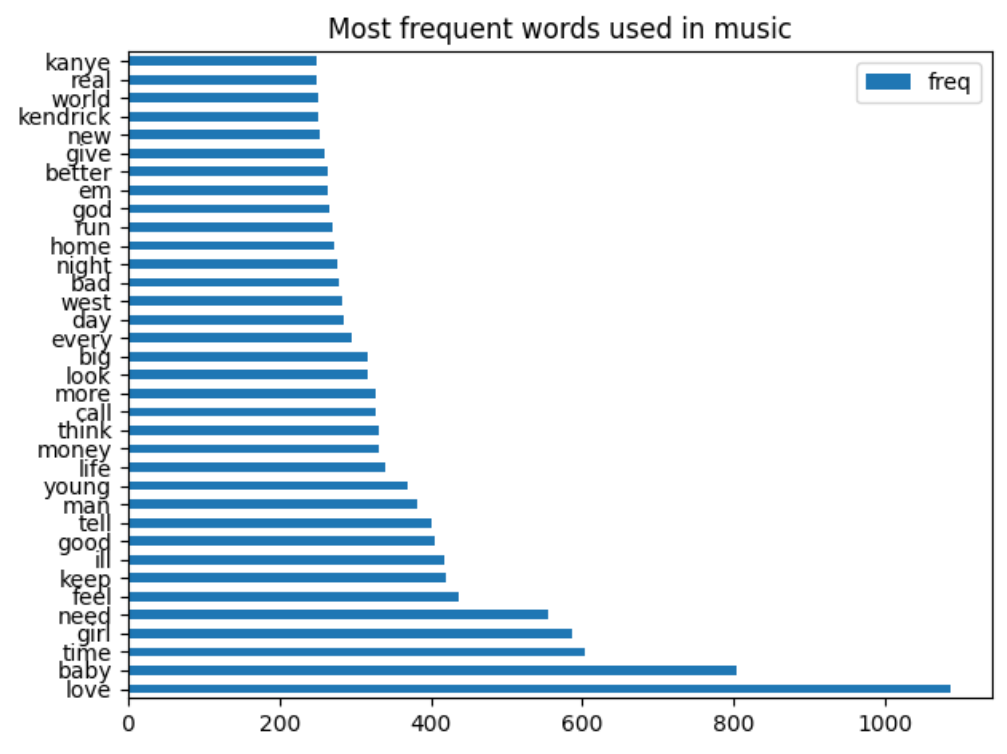 Most frequent words used in music
freq
kanye
real
world
kendrick
new
give
better
em
god
run
home
night
bad
west
day
every
big
look
more
call
think
money
life
young
man
tell
good
ill
keep
feel
need
girl
time
baby
love
0 200 400 600 800 1000